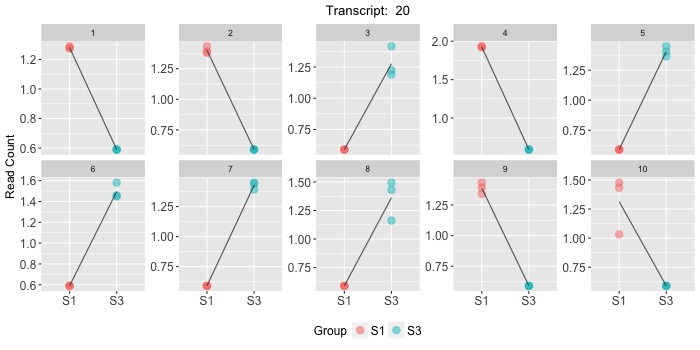 Transcript: 20
1 2 3 4 5
1.2 1.0 0.8 0.6
1.25 1.00 0.75
1.25 1.00 0.75
2.0 1.5 1.0
1.25 1.00 0.75
Read Count
6 7 8 9 10
1.6 1.4 1.2 1.0 0.8 0.6
1.25 1.00 0.75
1.50 1.25 1.00 0.75
1.25 1.00 0.75
1.50 1.25 1.00 0.75
S1 S3 S1 S3 S1 S3 S1 S3 S1 S3
Group S1 S3